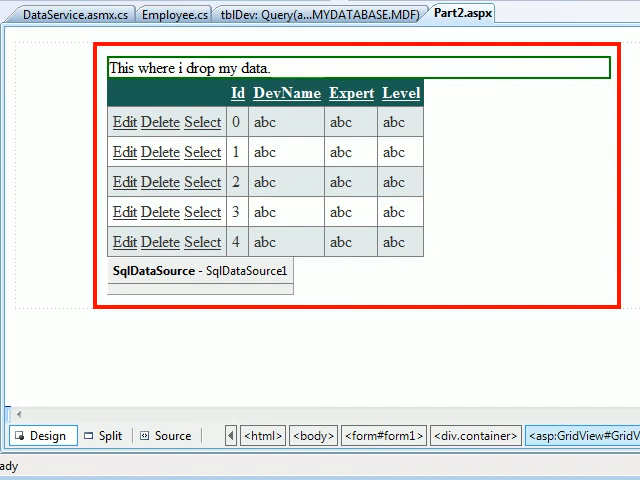 DataService.asmx.cs Employee.cs tblDev: Query(a...MYDATABASE.MDF) Part2.aspx
This where i drop my data.
Id DevName Expert Level
Edit Delete Select 0 abc abc abc
Edit Delete Select 1 abc abc abc
Edit Delete Select 2 abc abc abc
Edit Delete Select 3 abc abc abc
Edit Delete Select 4 abc abc abc
SqlDataSource - SqlDataSource1
Design Split Source <html> <body> <form#form1> <div.container> <asp:GridView#GridV
ady